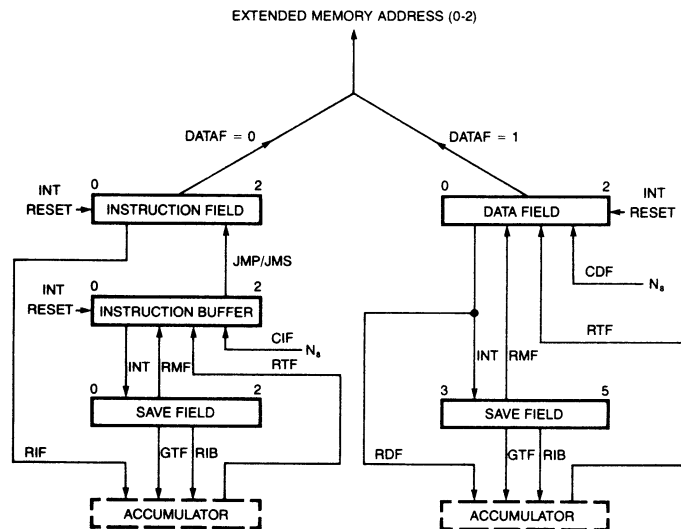 EXTENDED MEMORY ADDRESS (0-2)
DATAF = 0
DATAF = 1
INT
RESET
0
2
INSTRUCTION FIELD
0
2
DATA FIELD
INT
RESET
JMP/JMS
CDF
N8
INT
RESET
0
2
INSTRUCTION BUFFER
CIF
N8
RTF
RTF
INT
RMF
INT
RMF
0
2
SAVE FIELD
3
5
SAVE FIELD
RIF
GTF
RIB
RDF
GTF
RIB
ACCUMULATOR
ACCUMULATOR